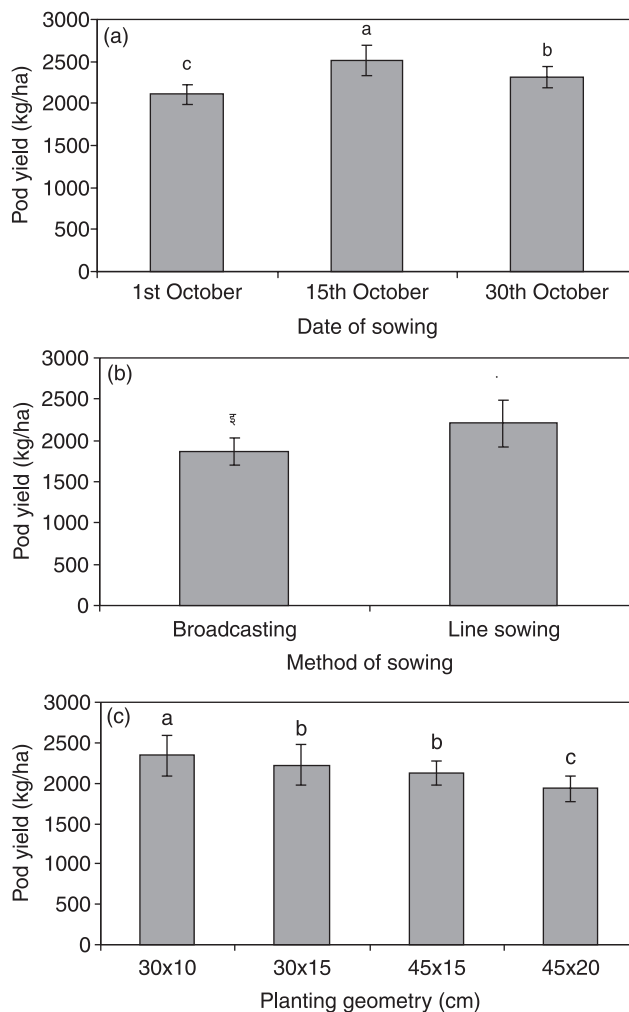 (a)
Pod yield (kg/ha)
3000
2500
2000
1500
1000
500
0
c
a
b
1st October
15th October
30th October
Date of sowing
(b)
Pod yield (kg/ha)
3000
2500
2000
1500
1000
500
0
Broadcasting
Line sowing
Method of sowing
(c)
Pod yield (kg/ha)
3000
2500
2000
1500
1000
500
0
a
b
b
c
30x10
30x15
45x15
45x20
Planting geometry (cm)